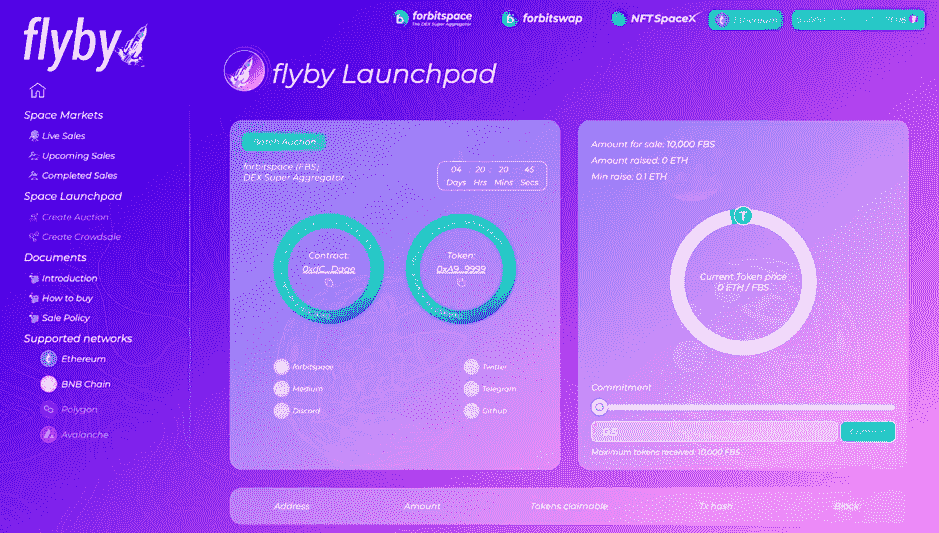 forbitspace
The DEX Super Aggregator
forbitswap
NFTSpaceX
Ethereum
flyby
flyby Launchpad
Space Markets
Live Sales
Upcoming Sales
Completed Sales
Space Launchpad
Create Auction
Create Crowdsale
Documents
Introduction
How to buy
Sale Policy
Supported networks
Ethereum
BNB Chain
Polygon
Avalanche
Batch Auction
forbitspace (FBS)
DEX Super Aggregator
04 : 20 : 20 : 45
Days Hrs Mins Secs
Contract:
0xdC...Daae
Token:
0xA9...9999
forbitspace
Twitter
Medium
Telegram
Discord
Github
Amount for sale: 10,000 FBS
Amount raised: 0 ETH
Min raise: 0.1 ETH
T
Current Token price
0 ETH / FBS
Commitment
0.5
Maximum tokens received: 10,000 FBS
Address Amount Tokens claimable Tx hash Block